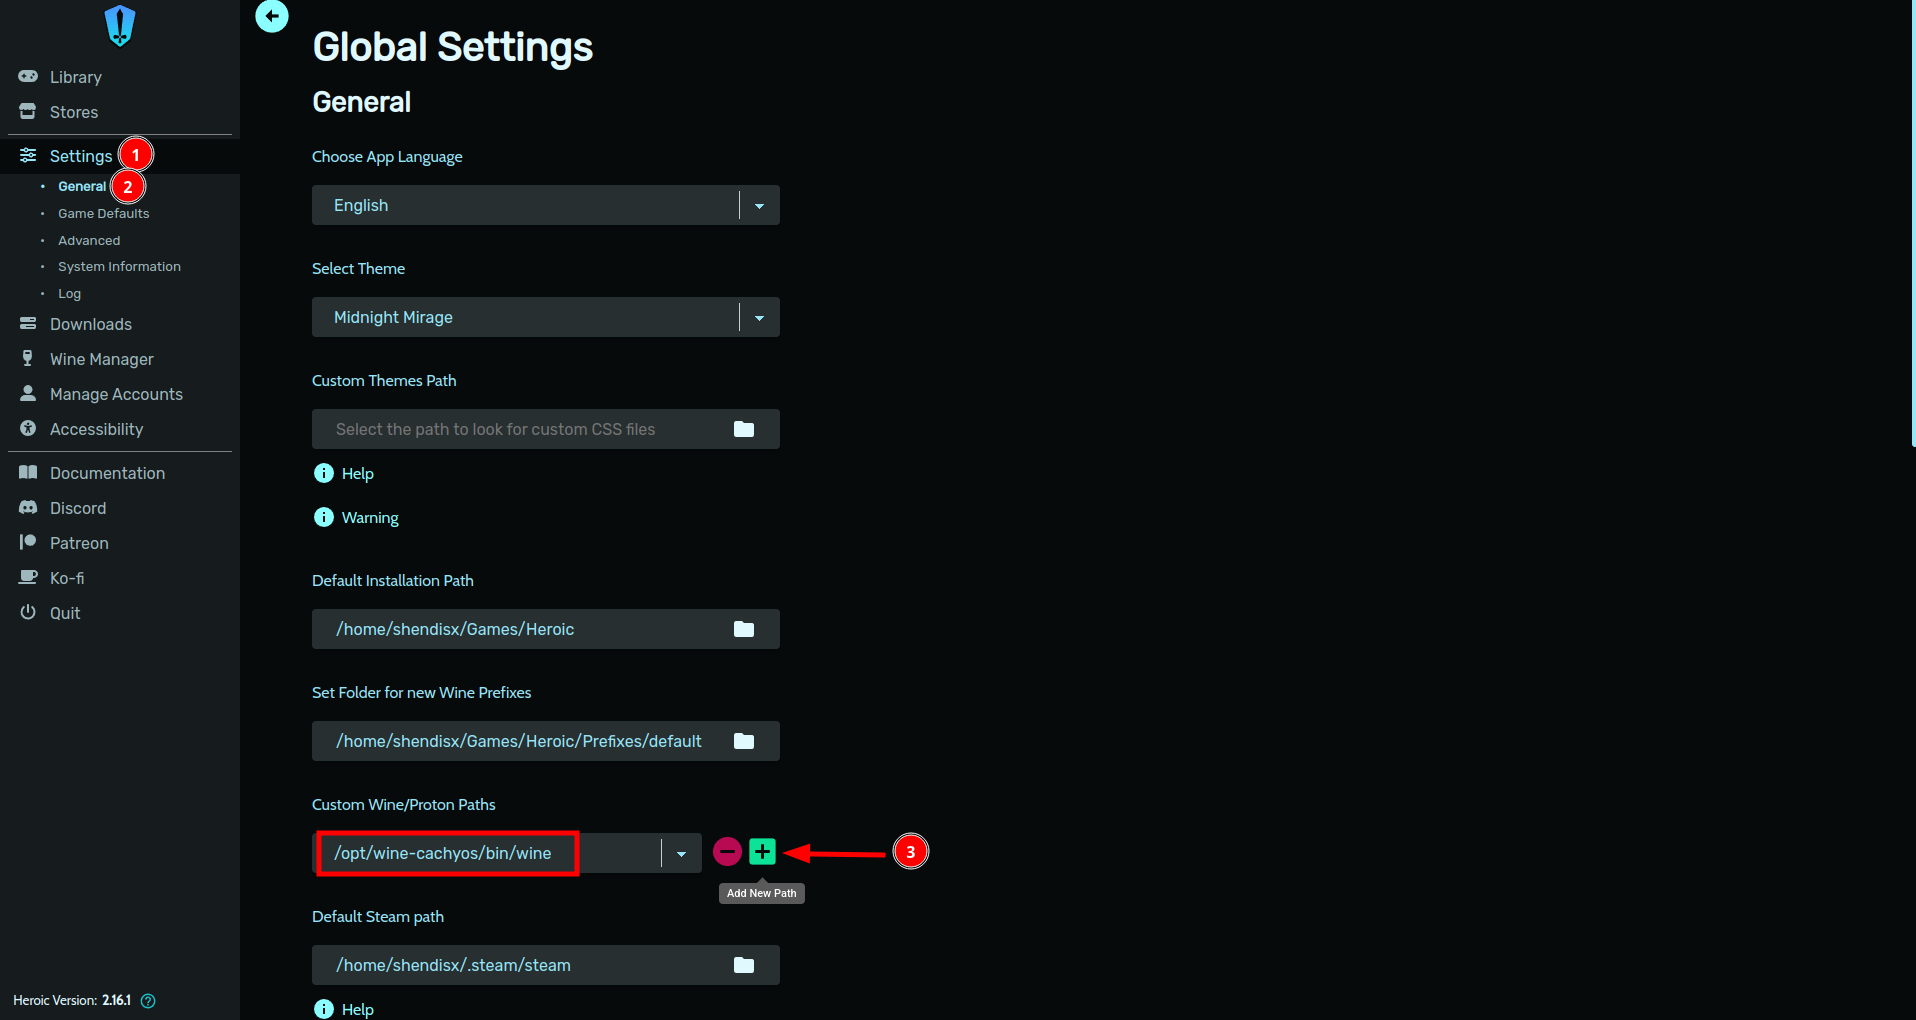 Library
Stores
Settings 1
General 2
Game Defaults
Advanced
System Information
Log
Downloads
Wine Manager
Manage Accounts
Accessibility
Documentation
Discord
Patreon
Ko-fi
Quit
Heroic Version: 2.16.1 ?
Global Settings
General
Choose App Language
English
Select Theme
Midnight Mirage
Custom Themes Path
Select the path to look for custom CSS files
Help
Warning
Default Installation Path
/home/shendisx/Games/Heroic
Set Folder for new Wine Prefixes
/home/shendisx/Games/Heroic/Prefixes/default
Custom Wine/Proton Paths
/opt/wine-cachyos/bin/wine
3
Add New Path
Default Steam path
/home/shendisx/.steam/steam
Help